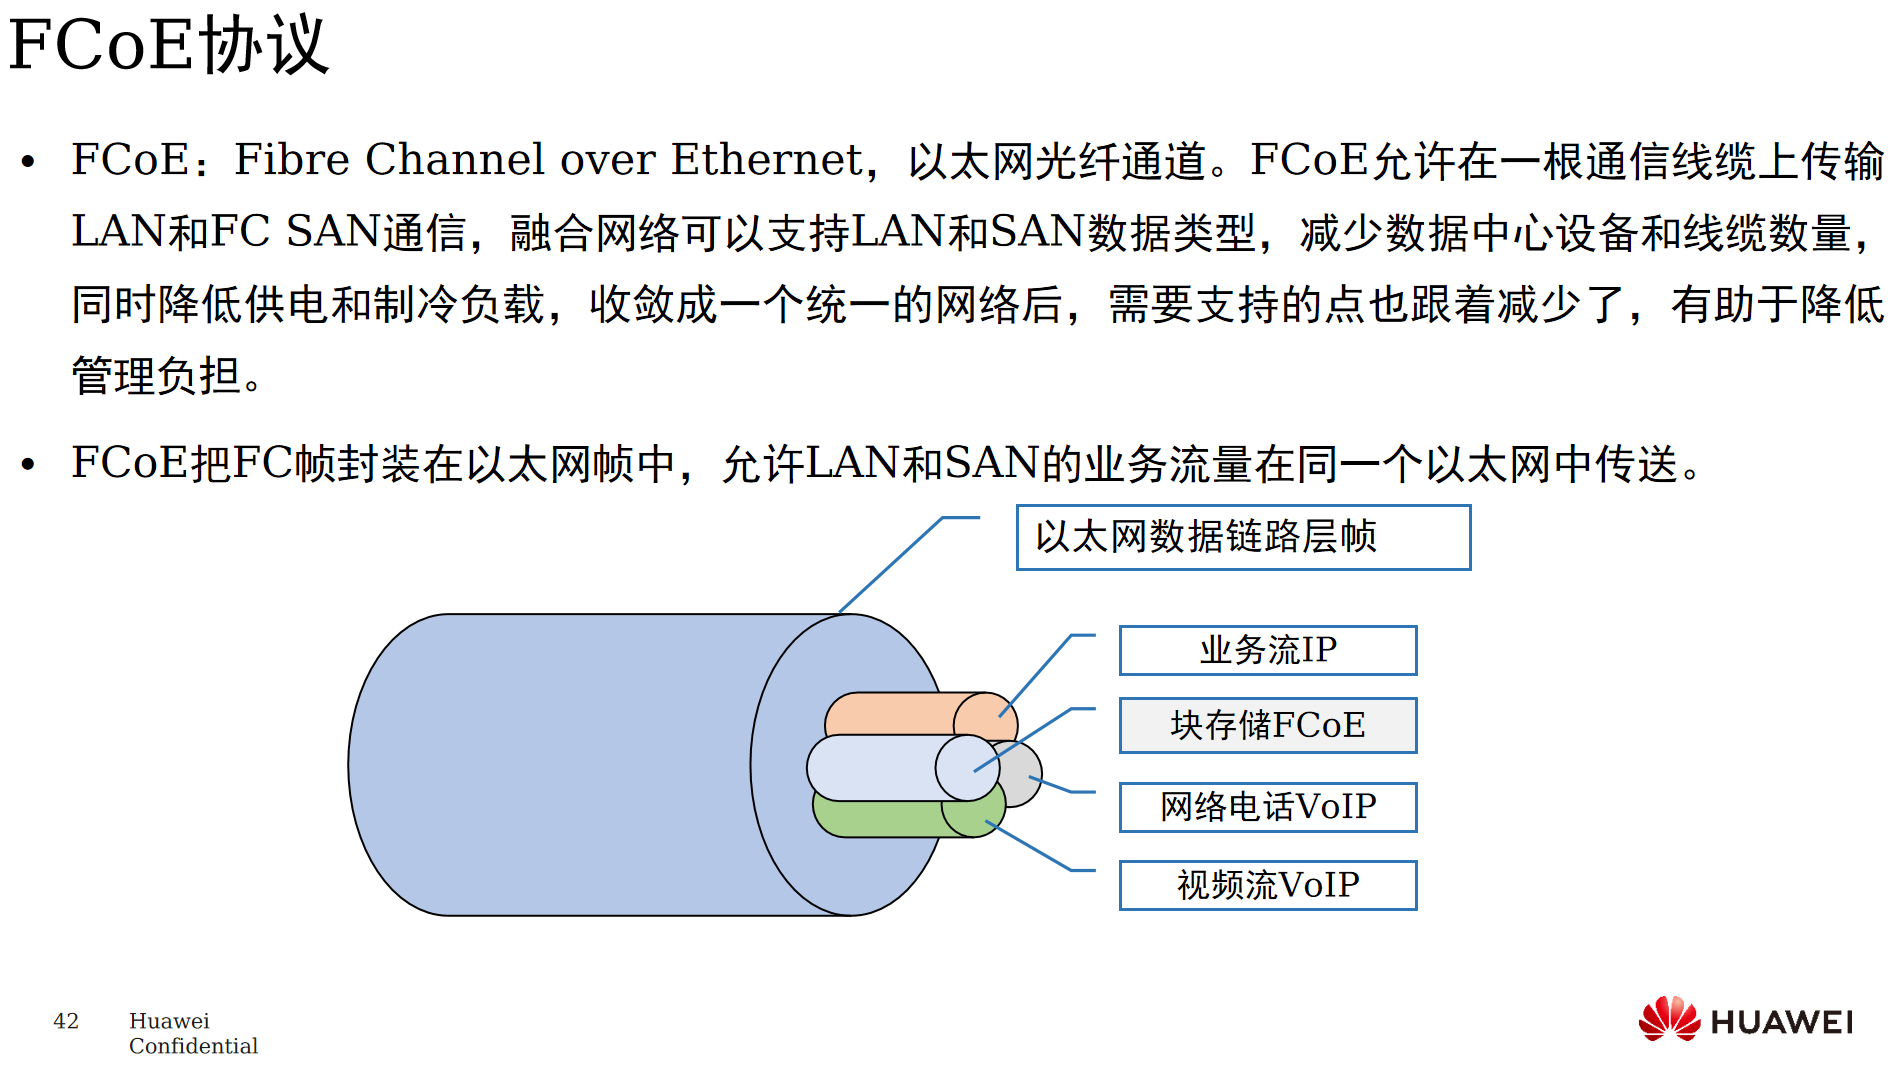 FCoE协议
• FCoE：Fibre Channel over Ethernet，以太网光纤通道。FCoE允许在一根通信线缆上传输
LAN和FC SAN通信，融合网络可以支持LAN和SAN数据类型，减少数据中心设备和线缆数量，
同时降低供电和制冷负载，收敛成一个统一的网络后，需要支持的点也跟着减少了，有助于降低
管理负担。
• FCoE把FC帧封装在以太网帧中，允许LAN和SAN的业务流量在同一个以太网中传送。
以太网数据链路层帧
业务流IP
块存储FCoE
网络电话VoIP
视频流VoIP
42
Huawei
Confidential
HUAWEI